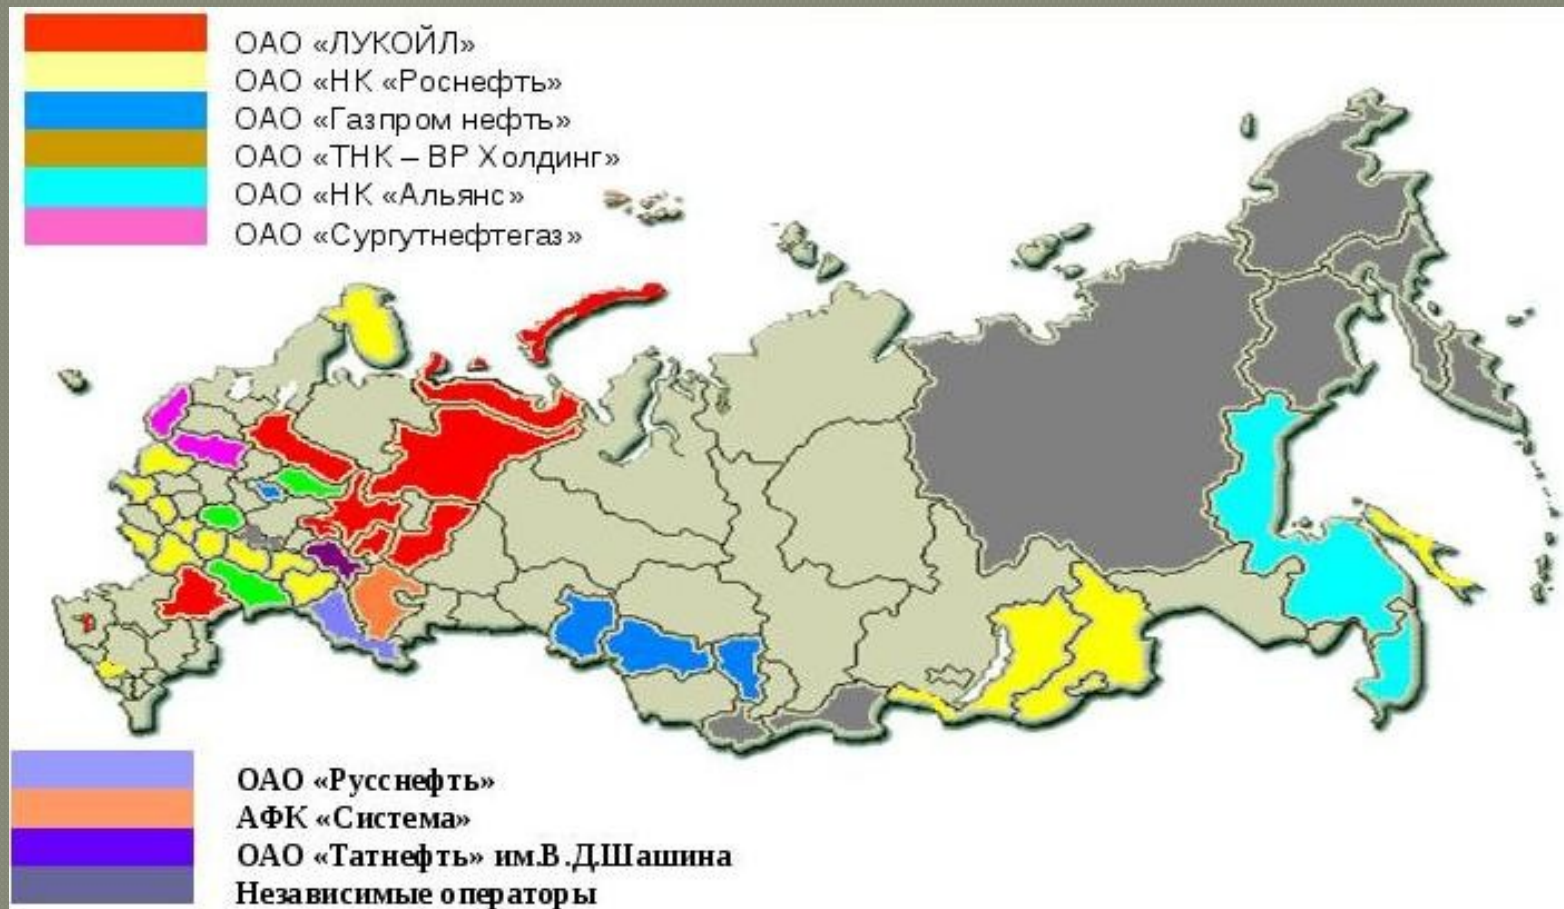 ОАО «ЛУКОЙЛ»
ОАО «НК «Роснефть»
ОАО «Газпром нефть»
ОАО «ТНК – ВР Холдинг»
ОАО «НК «Альянс»
ОАО «Сургутнефтегаз»
ОАО «Русснефть»
АФК «Система»
ОАО «Татнефть» им.В.Д.Шашина
Независимые операторы